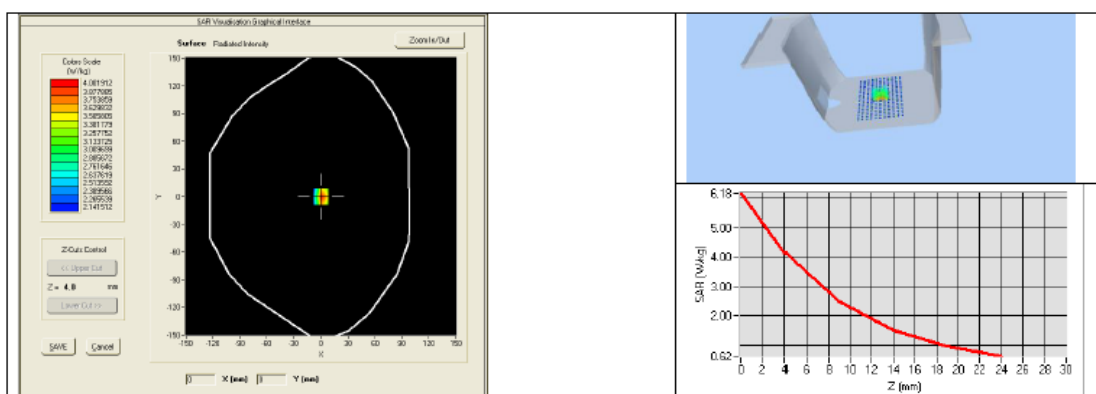 SAR Visualisation Graphical Interface
Surface Radiated Intensity
Zoom In/Out
Colors Scale
(W/kg)
4.001912
3.877885
3.753859
3.629832
3.505805
3.381779
3.257752
3.133725
3.009699
2.885672
2.761646
2.637619
2.513592
2.389566
2.265539
2.141512
150
120
90
60
30
0
-30
-60
-90
-120
-150
Y
-150 -120 -90 -60 -30 0 30 60 90 120 150
X
Z-Cuts Control
<< Upper Cut
Z = 4.0 mm
Lower Cut >>
SAVE Cancel
0 X (mm) 0 Y (mm)
6.18
5.00
4.00
3.00
2.00
0.62
SAR (W/kg)
0 2 4 6 8 10 12 14 16 18 20 22 24 26 28 30
Z (mm)